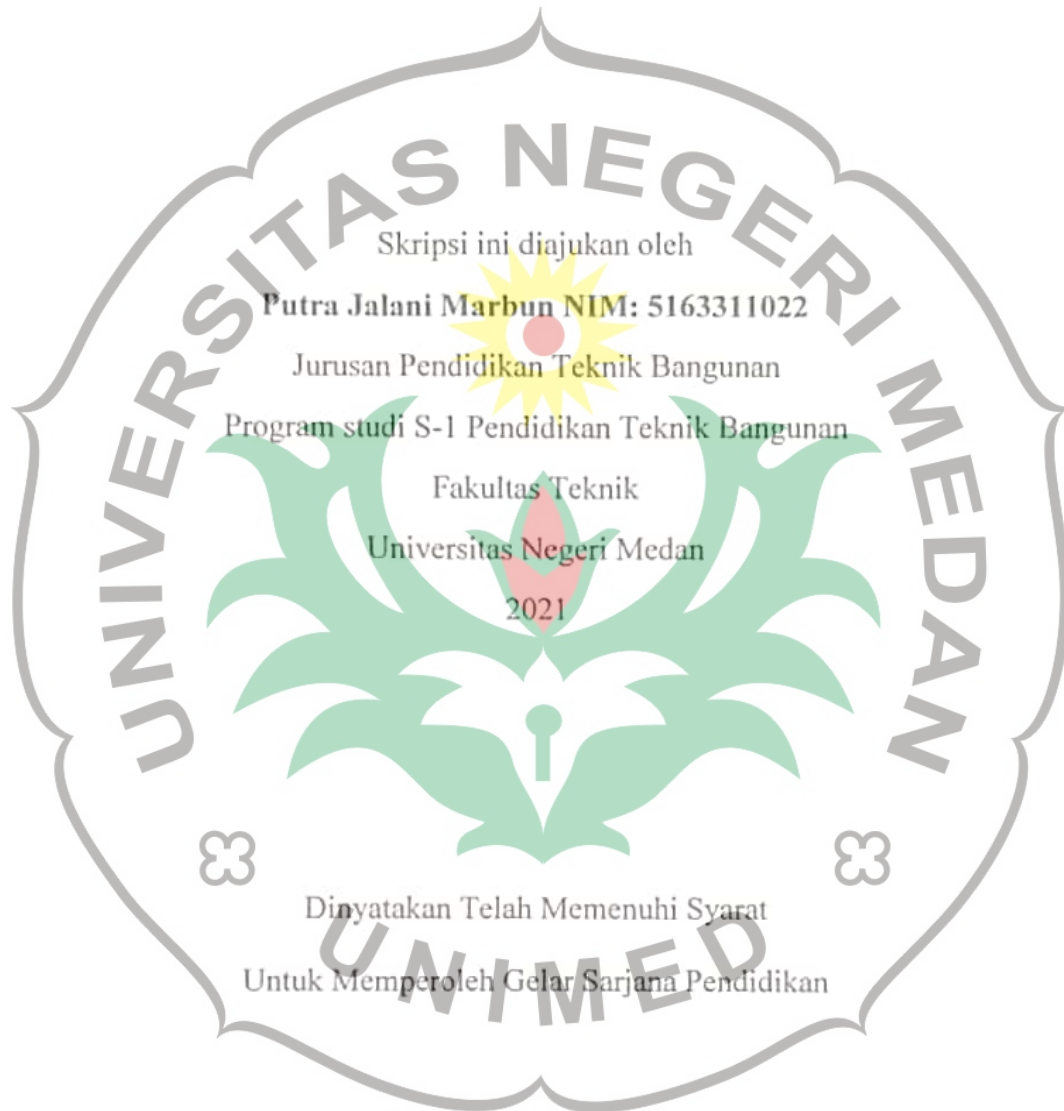 UNIVERSITAS NEGERI MEDAN
Skripsi ini diajukan oleh
Putra Jalani Marbun NIM: 5163311022
Jurusan Pendidikan Teknik Bangunan
Program studi S-1 Pendidikan Teknik Bangunan
Fakultas Teknik
Universitas Negeri Medan
2021
Dinyatakan Telah Memenuhi Syarat
Untuk Memperoleh Gelar Sarjana Pendidikan
UNIMED